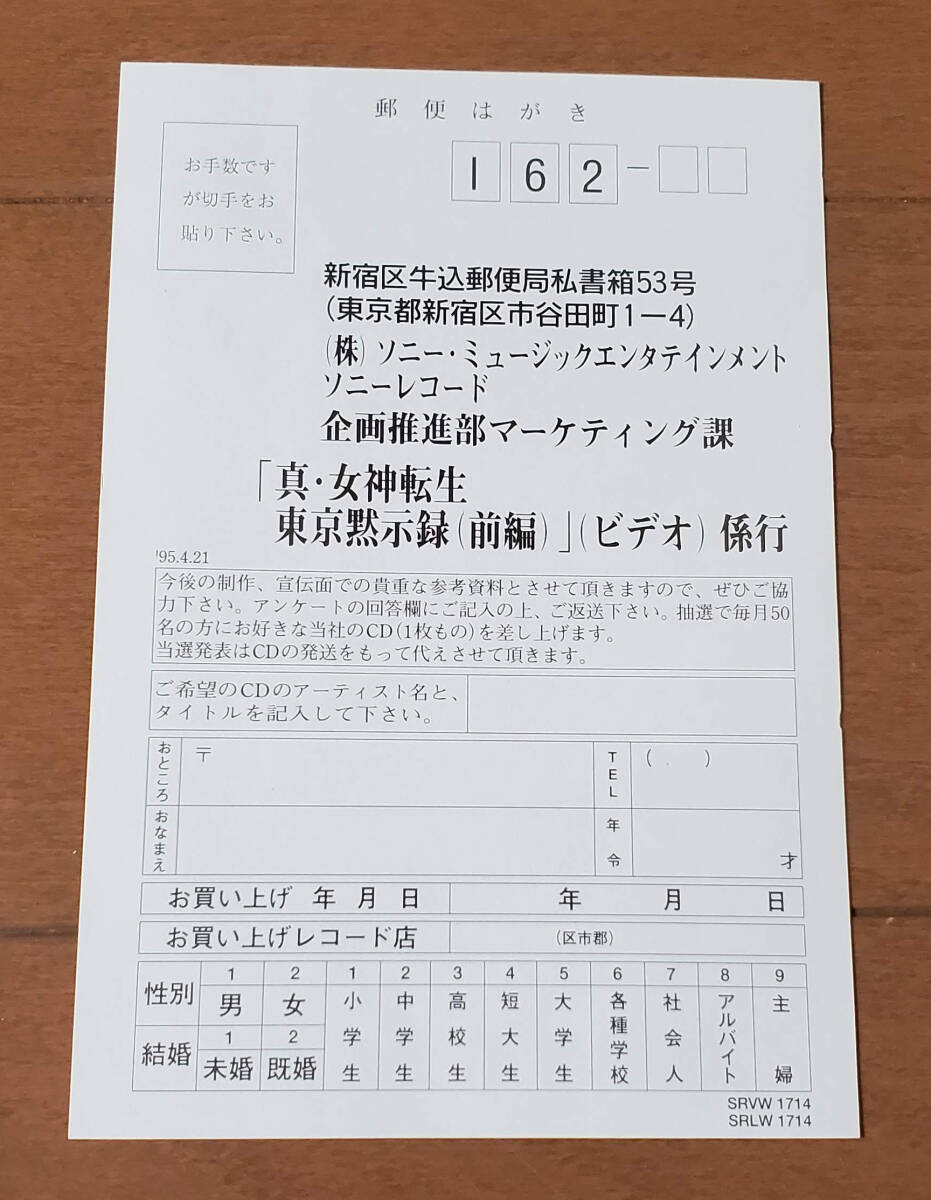 郵便はがき
お手数です
が切手をお
貼り下さい。
162-
新宿区牛込郵便局私書箱53号
(東京都新宿区市谷田町1−4)
(株)ソニー・ミュージックエンタテインメント
ソニーレコード
企画推進部マーケティング課
「真・女神転生
東京黙示録(前編)」(ビデオ)係行
'95.4.21
今後の制作、宣伝面での貴重な参考資料とさせて頂きますので、ぜひご協
力下さい。アンケートの回答欄にご記入の上、ご返送下さい。抽選で毎月50
名の方にお好きな当社のCD(1枚もの)を差し上げます。
当選発表はCDの発送をもって代えさせて頂きます。
ご希望のCDのアーティスト名と、
タイトルを記入して下さい。
おところ
〒
TEL
( . )
おなまえ
年令
才
お買い上げ 年 月 日
年 月 日
お買い上げレコード店
(区市郡)
性別
1 男
2 女
結婚
1 未婚
2 既婚
1 小学生
2 中学生
3 高校生
4 短大生
5 大学生
6 各種学校
7 社会人
8 アルバイト
9 主婦
SRVW 1714
SRLW 1714